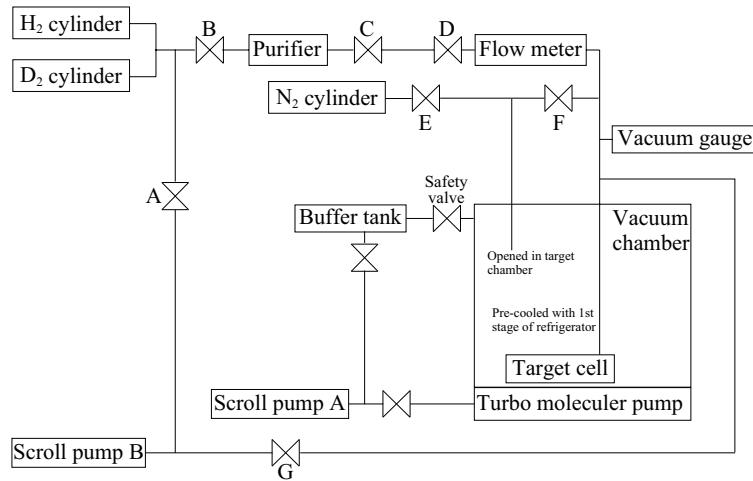 H₂ cylinder
B
C
D
Purifier
Flow meter
D₂ cylinder
N₂ cylinder
E
F
Vacuum gauge
A
Safety
valve
Buffer tank
Vacuum
chamber
Opened in target
chamber
Pre-cooled with 1st
stage of refrigerator
Target cell
Scroll pump A
Turbo moleculer pump
Scroll pump B
G